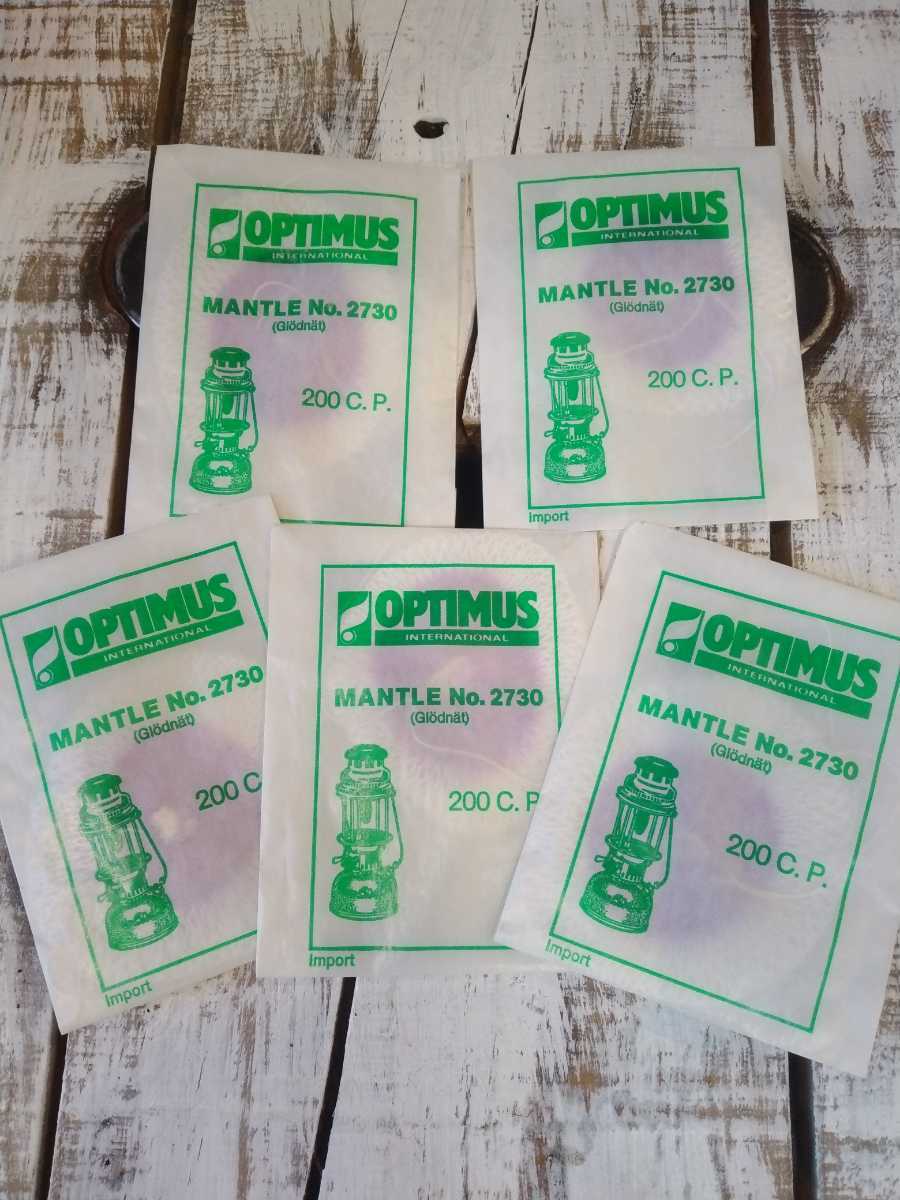 OPTIMUS
INTERNATIONAL
MANTLE No. 2730
(Glödnät)
200 C. P.
OPTIMUS
INTERNATIONAL
MANTLE No. 2730
(Glödnät)
200 C. P.
Import
OPTIMUS
INTERNATIONAL
MANTLE No. 2730
(Glödnät)
200 C
Import
OPTIMUS
INTERNATIONAL
MANTLE No. 2730
(Glödnät)
200 C. P
Import
OPTIMUS
INTERNATIONAL
MANTLE No. 2730
(Glödnät)
200 C. P.
Import